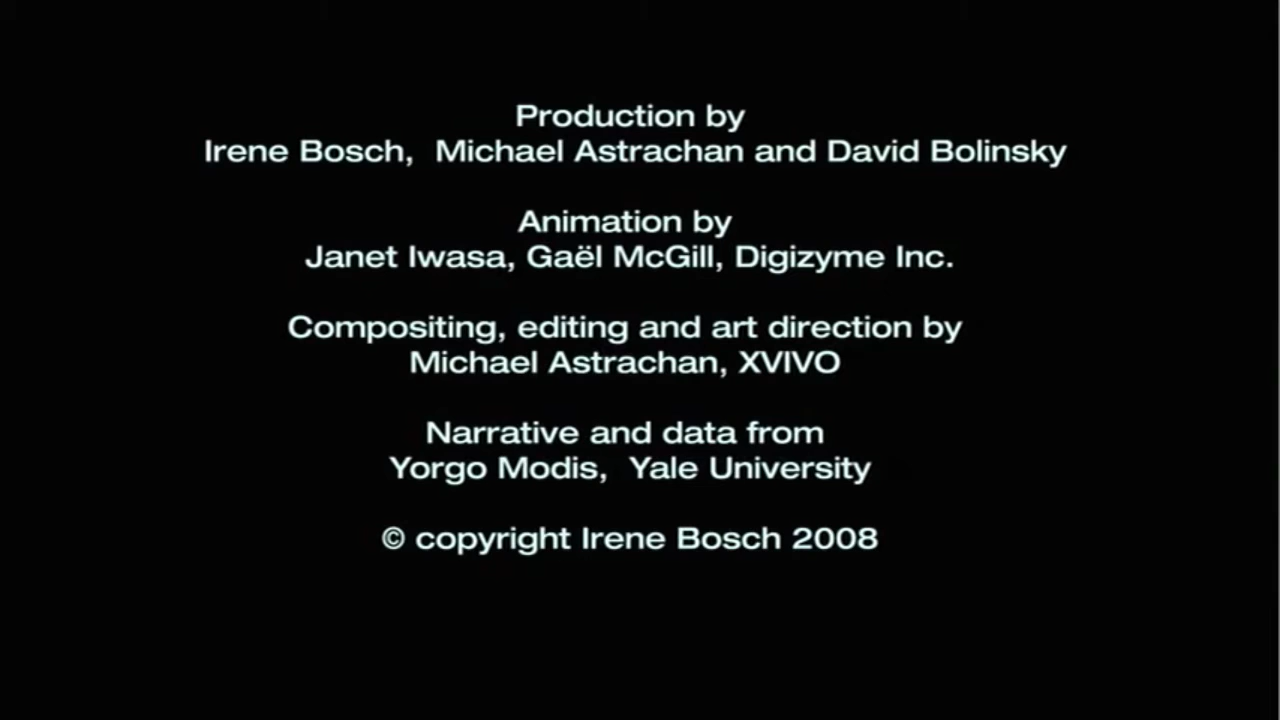 Production by
Irene Bosch, Michael Astrachan and David Bolinsky
Animation by
Janet Iwasa, Gaël McGill, Digizyme Inc.
Compositing, editing and art direction by
Michael Astrachan, XVIVO
Narrative and data from
Yorgo Modis, Yale University
© copyright Irene Bosch 2008